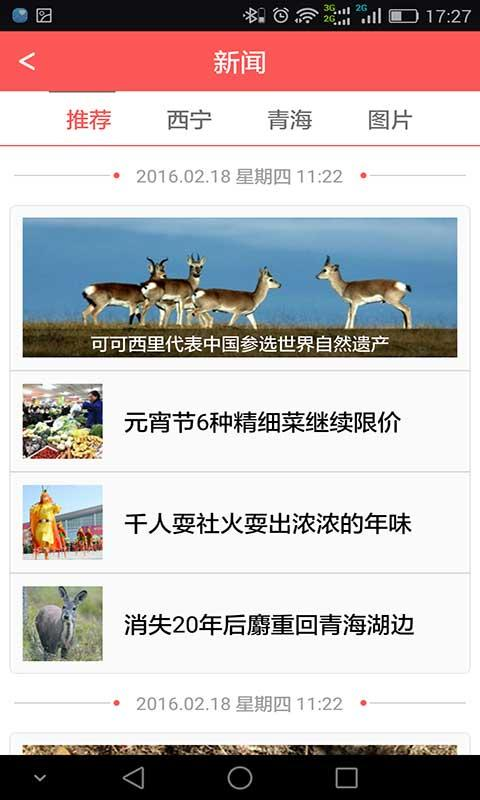 3G
2G
2G
17:27
<
新闻
推荐
西宁
青海
图片
2016.02.18 星期四 11:22
可可西里代表中国参选世界自然遗产
元宵节6种精细菜继续限价
千人耍社火耍出浓浓的年味
消失20年后麝重回青海湖边
2016.02.18 星期四 11:22